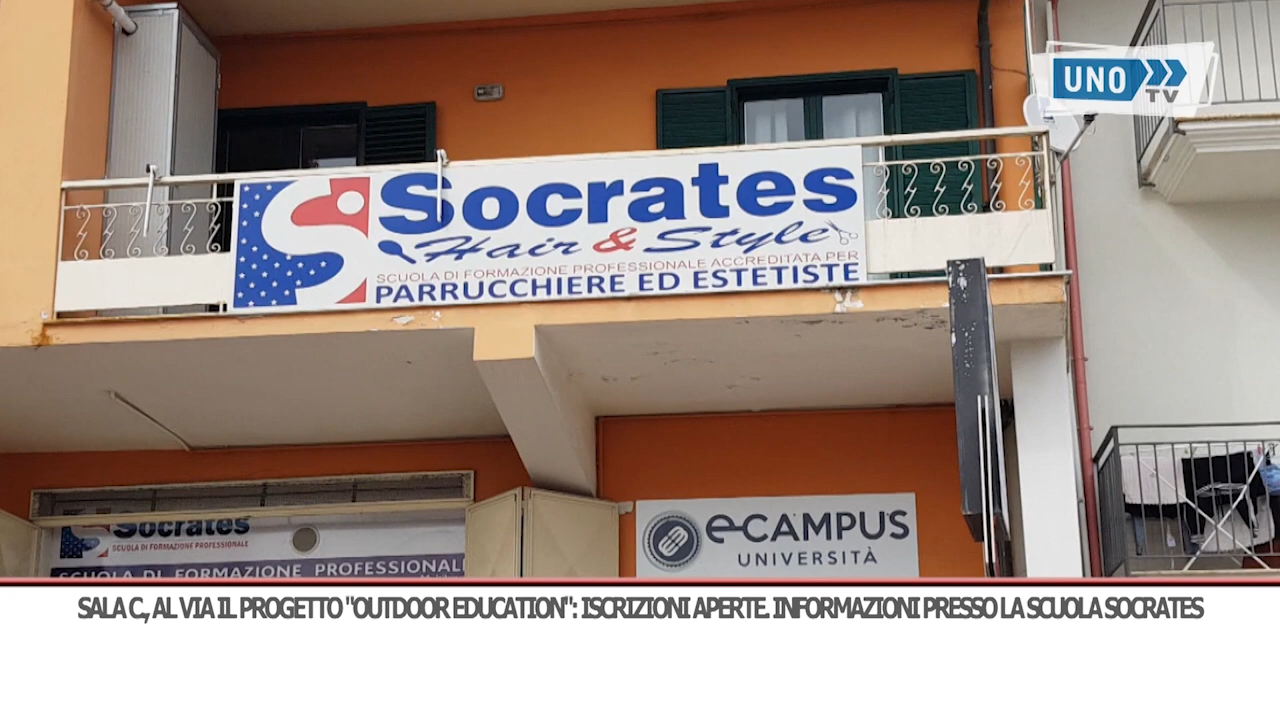 UNO
TV
Socrates
Hair & Style
SCUOLA DI FORMAZIONE PROFESSIONALE ACCREDITATA PER
PARRUCCHIERE ED ESTETISTE
Socrates
SCUOLA DI FORMAZIONE PROFESSIONALE
SCUOLA DI FORMAZIONE PROFESSIONALE
e-CAMPUS
UNIVERSITÀ
SALA C., AL VIA IL PROGETTO "OUTDOOR EDUCATION": ISCRIZIONI APERTE. INFORMAZIONI PRESSO LA SCUOLA SOCRATES